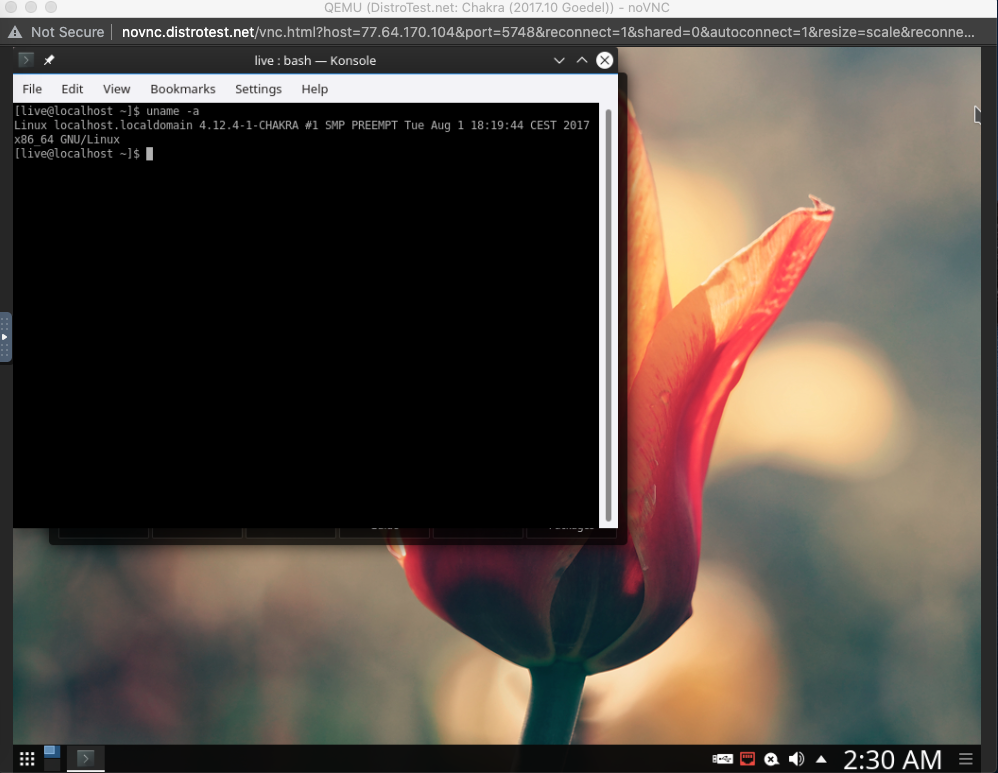 QEMU (DistroTest.net: Chakra (2017.10 Goedel)) - noVNC
Not Secure
novnc.distrotest.net/vnc.html?host=77.64.170.104&port=5748&reconnect=1&shared=0&autoconnect=1&resize=scale&reconne...
live : bash — Konsole
File Edit View Bookmarks Settings Help
[live@localhost ~]$ uname -a
Linux localhost.localdomain 4.12.4-1-CHAKRA #1 SMP PREEMPT Tue Aug 1 18:19:44 CEST 2017
x86_64 GNU/Linux
[live@localhost ~]$
2:30 AM